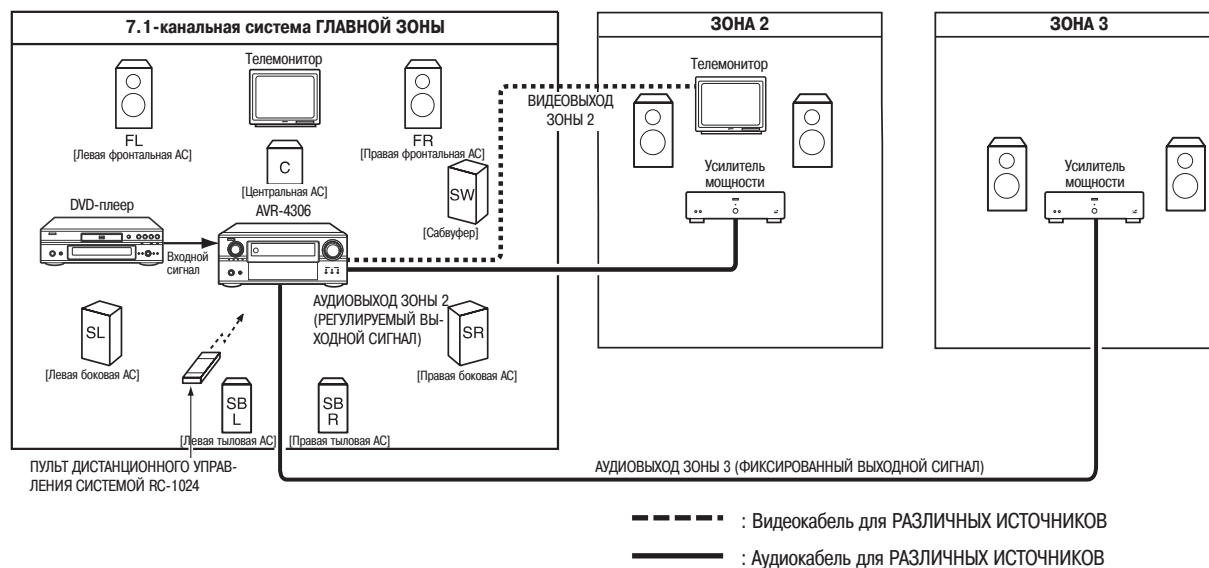 7.1-канальная система ГЛАВНОЙ ЗОНЫ
Телемонитор
FL
[Левая фронтальная АС]
C
[Центральная АС]
FR
[Правая фронтальная АС]
SW
[Сабвуфер]
DVD-плеер
Входной
сигнал
AVR-4306
АУДИОВЫХОД ЗОНЫ 2
(РЕГУЛИРУЕМЫЙ ВЫ-
ХОДНОЙ СИГНАЛ)
SL
[Левая боковая АС]
SR
[Правая боковая АС]
SB
L
[Левая тыловая АС]
SB
R
[Правая тыловая АС]
ПУЛЬТ ДИСТАНЦИОННОГО УПРАВ-
ЛЕНИЯ СИСТЕМОЙ RC-1024
ЗОНА 2
ВИДЕОВЫХОД
ЗОНЫ 2
Телемонитор
Усилитель
мощности
ЗОНА 3
Усилитель
мощности
АУДИОВЫХОД ЗОНЫ 3 (ФИКСИРОВАННЫЙ ВЫХОДНОЙ СИГНАЛ)
: Видеокабель для РАЗЛИЧНЫХ ИСТОЧНИКОВ
: Аудиокабель для РАЗЛИЧНЫХ ИСТОЧНИКОВ